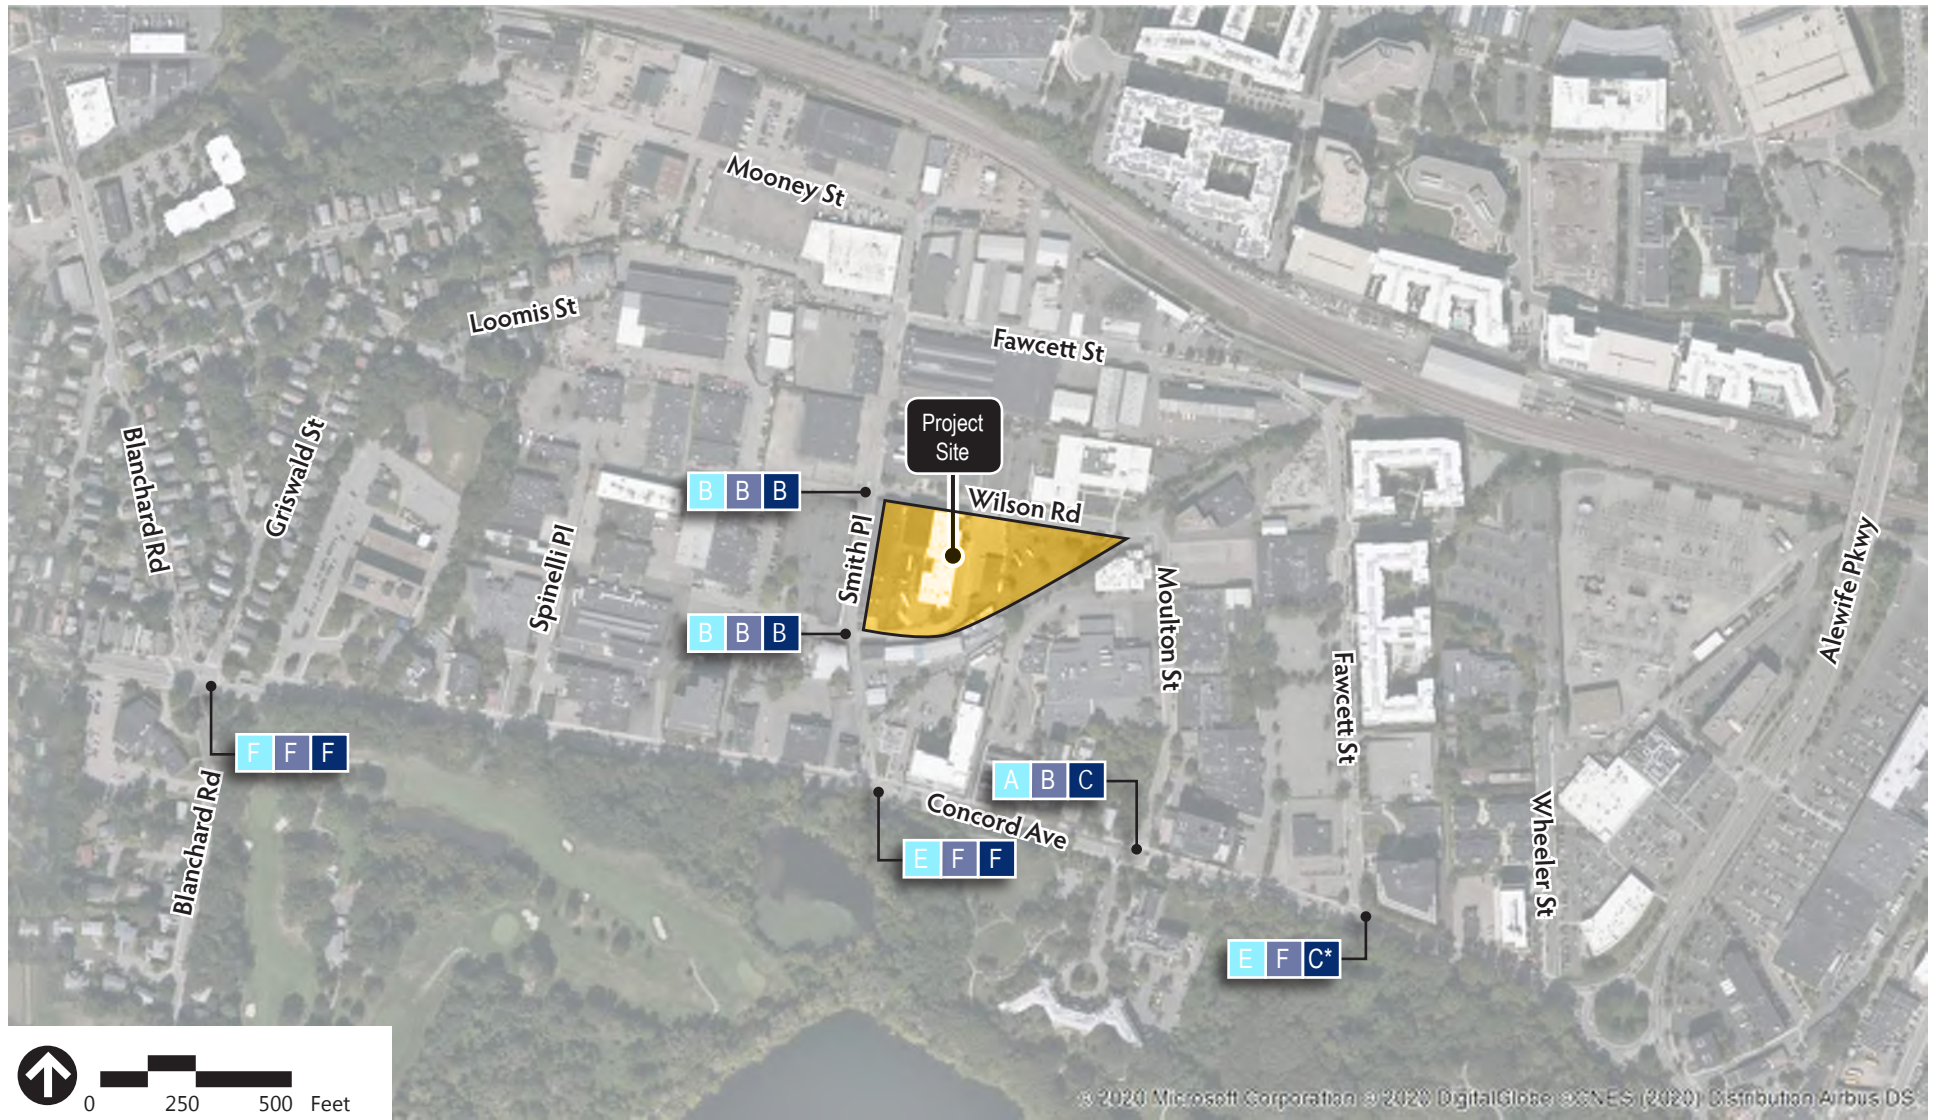 Mooney St
Loomis St
Fawcett St
Project
Site
Blanchard Rd
Griswald St
B B B
Wilson Rd
Smith Pl
Spinelli Pl
Alewife Pkwy
B B B
Moulton St
Fawcett St
F F F
A B C
Blanchard Rd
Concord Ave
Wheeler St
E F F
E F C*
0 250 500 Feet
© 2020 Microsoft Corporation © 2020 DigitalGlobe ©CNES (2020) Distribution Airbus DS